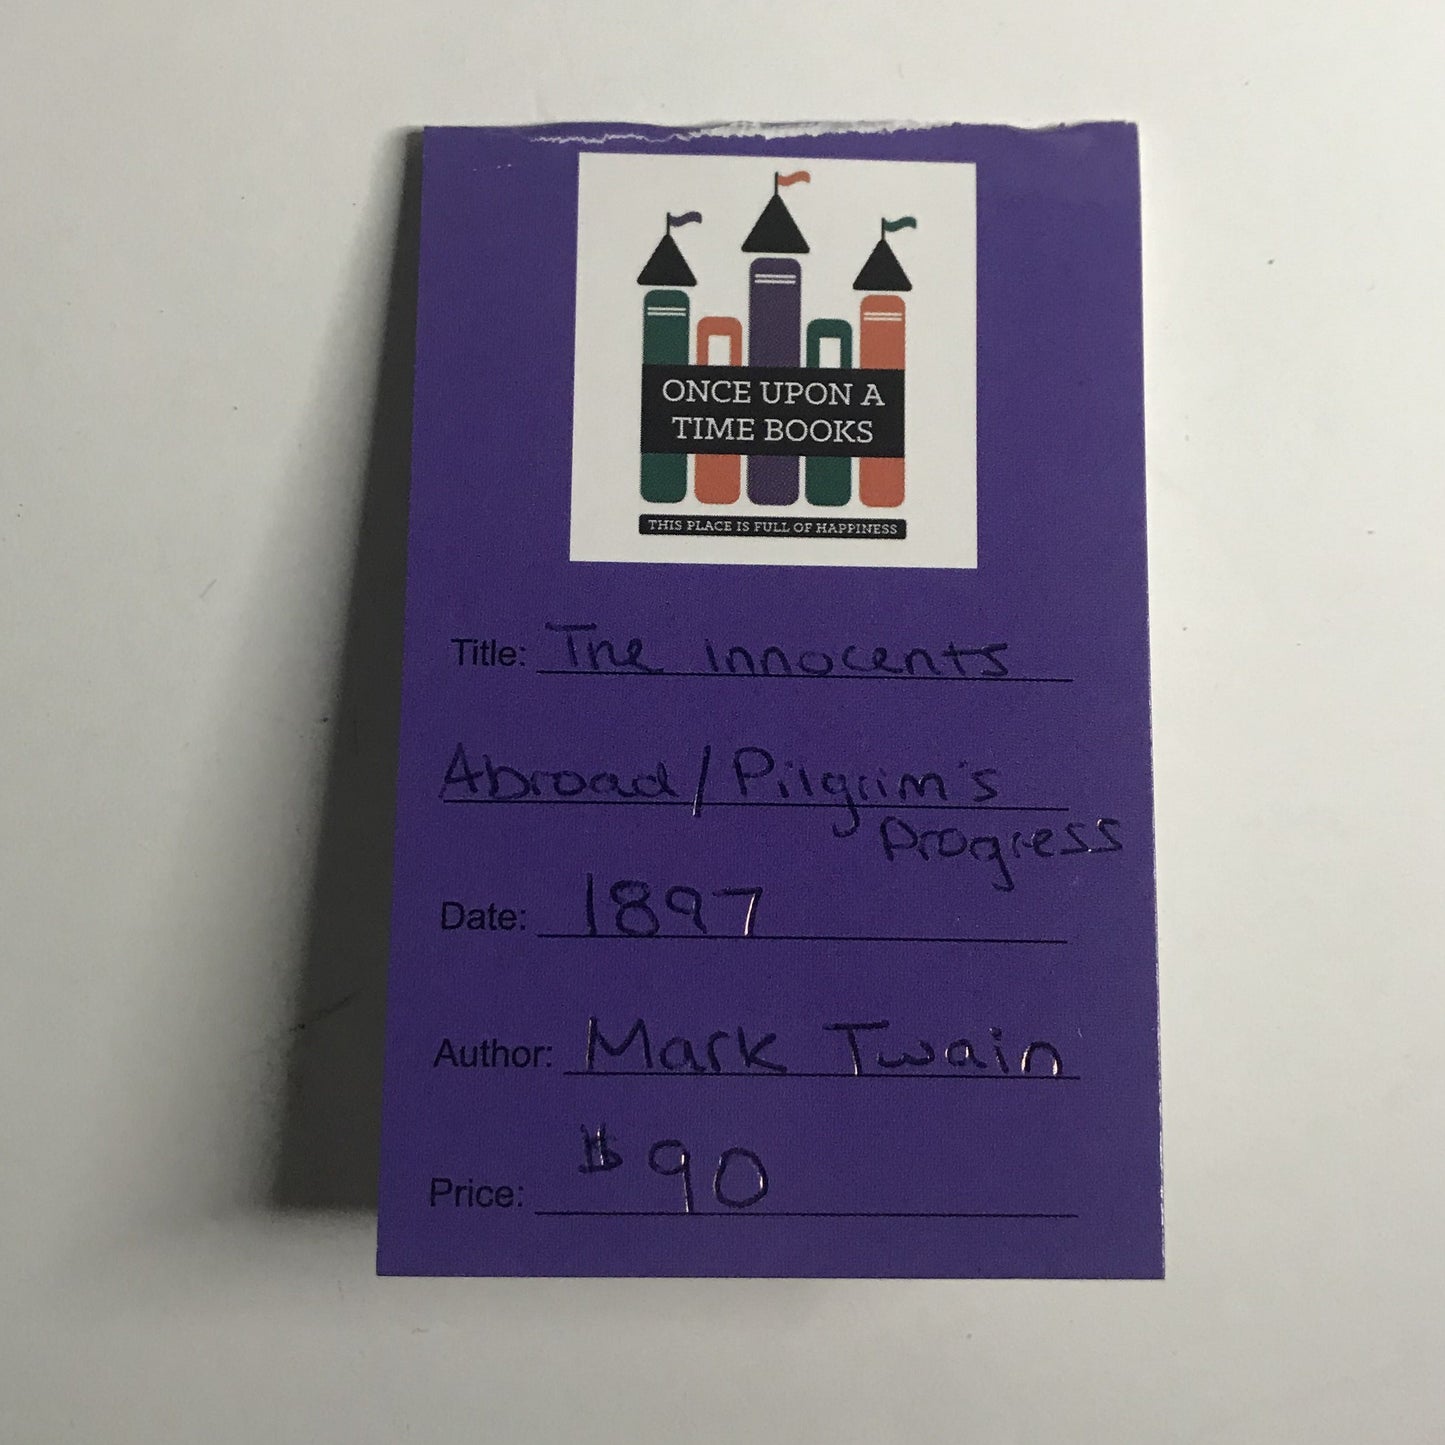 ONCE UPON A
TIME BOOKS
THIS PLACE IS FULL OF HAPPINESS
Title: The innocents
Abroad/Pilgrim's
Progress
Date: 1897
Author: Mark Twain
Price: $90